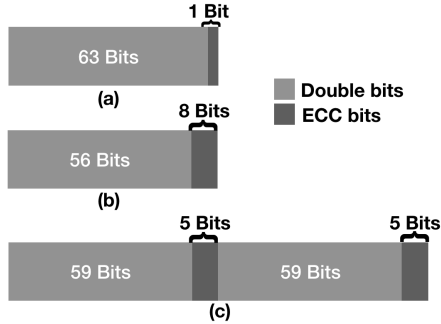 1 Bit
63 Bits
(a)
Double bits
ECC bits
8 Bits
56 Bits
(b)
5 Bits
5 Bits
59 Bits
59 Bits
(c)